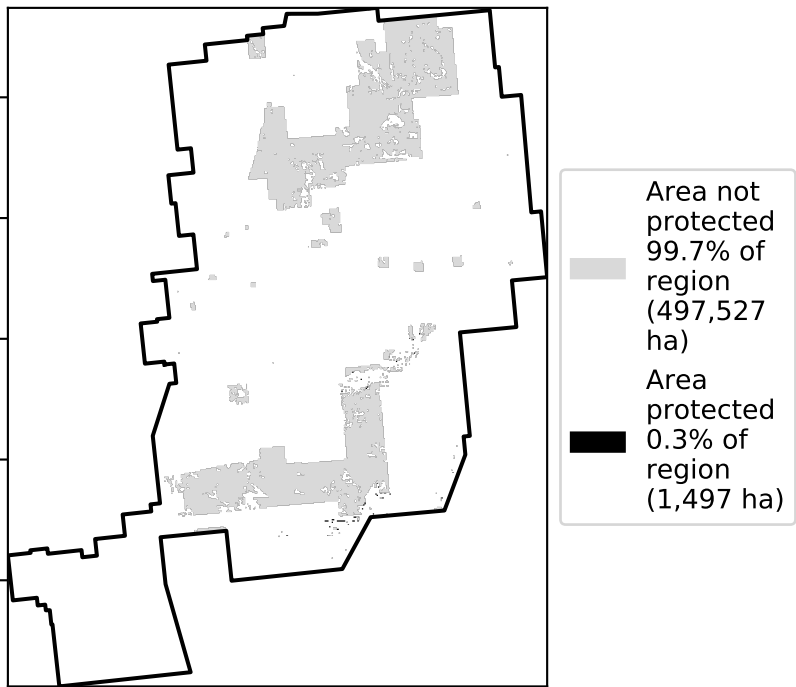 Area not
protected
99.7% of
region
(497,527
ha)
Area
protected
0.3% of
region
(1,497 ha)